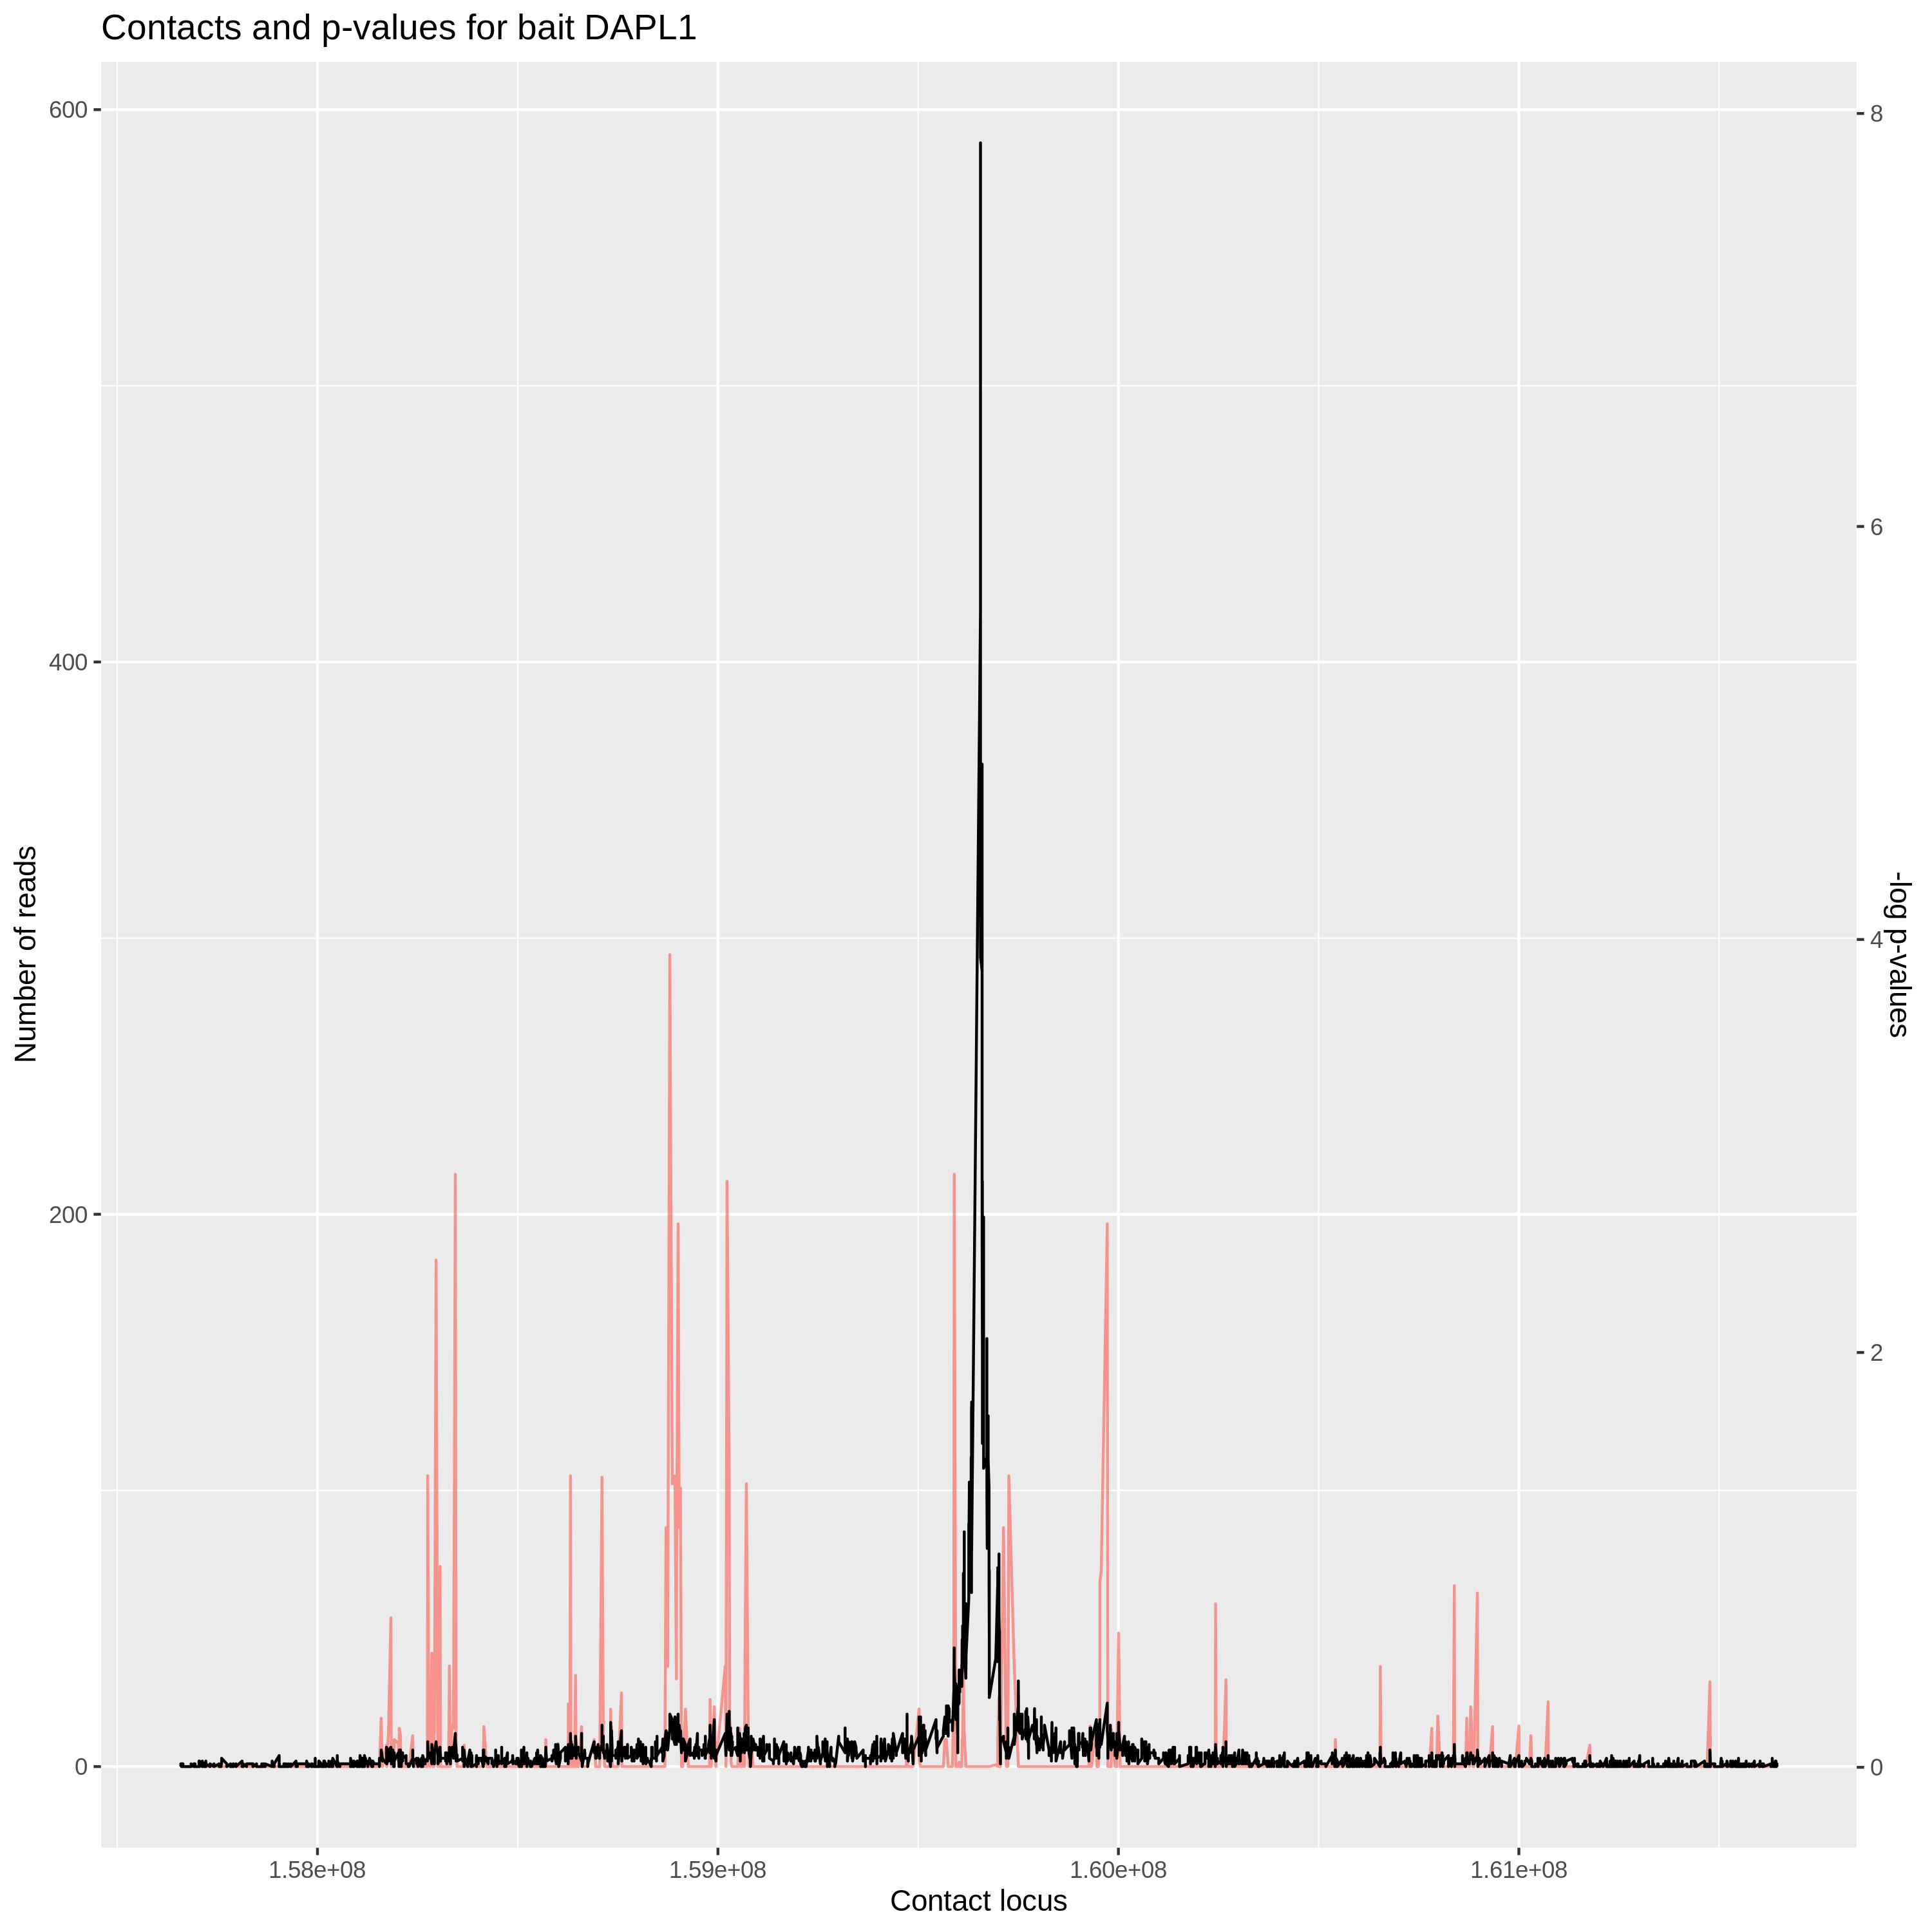 Contacts and p-values for bait DAPL1
600
400
200
0
Number of reads
8
6
4
2
0
-log p-values
1.58e+08 1.59e+08 1.60e+08 1.61e+08
Contact locus